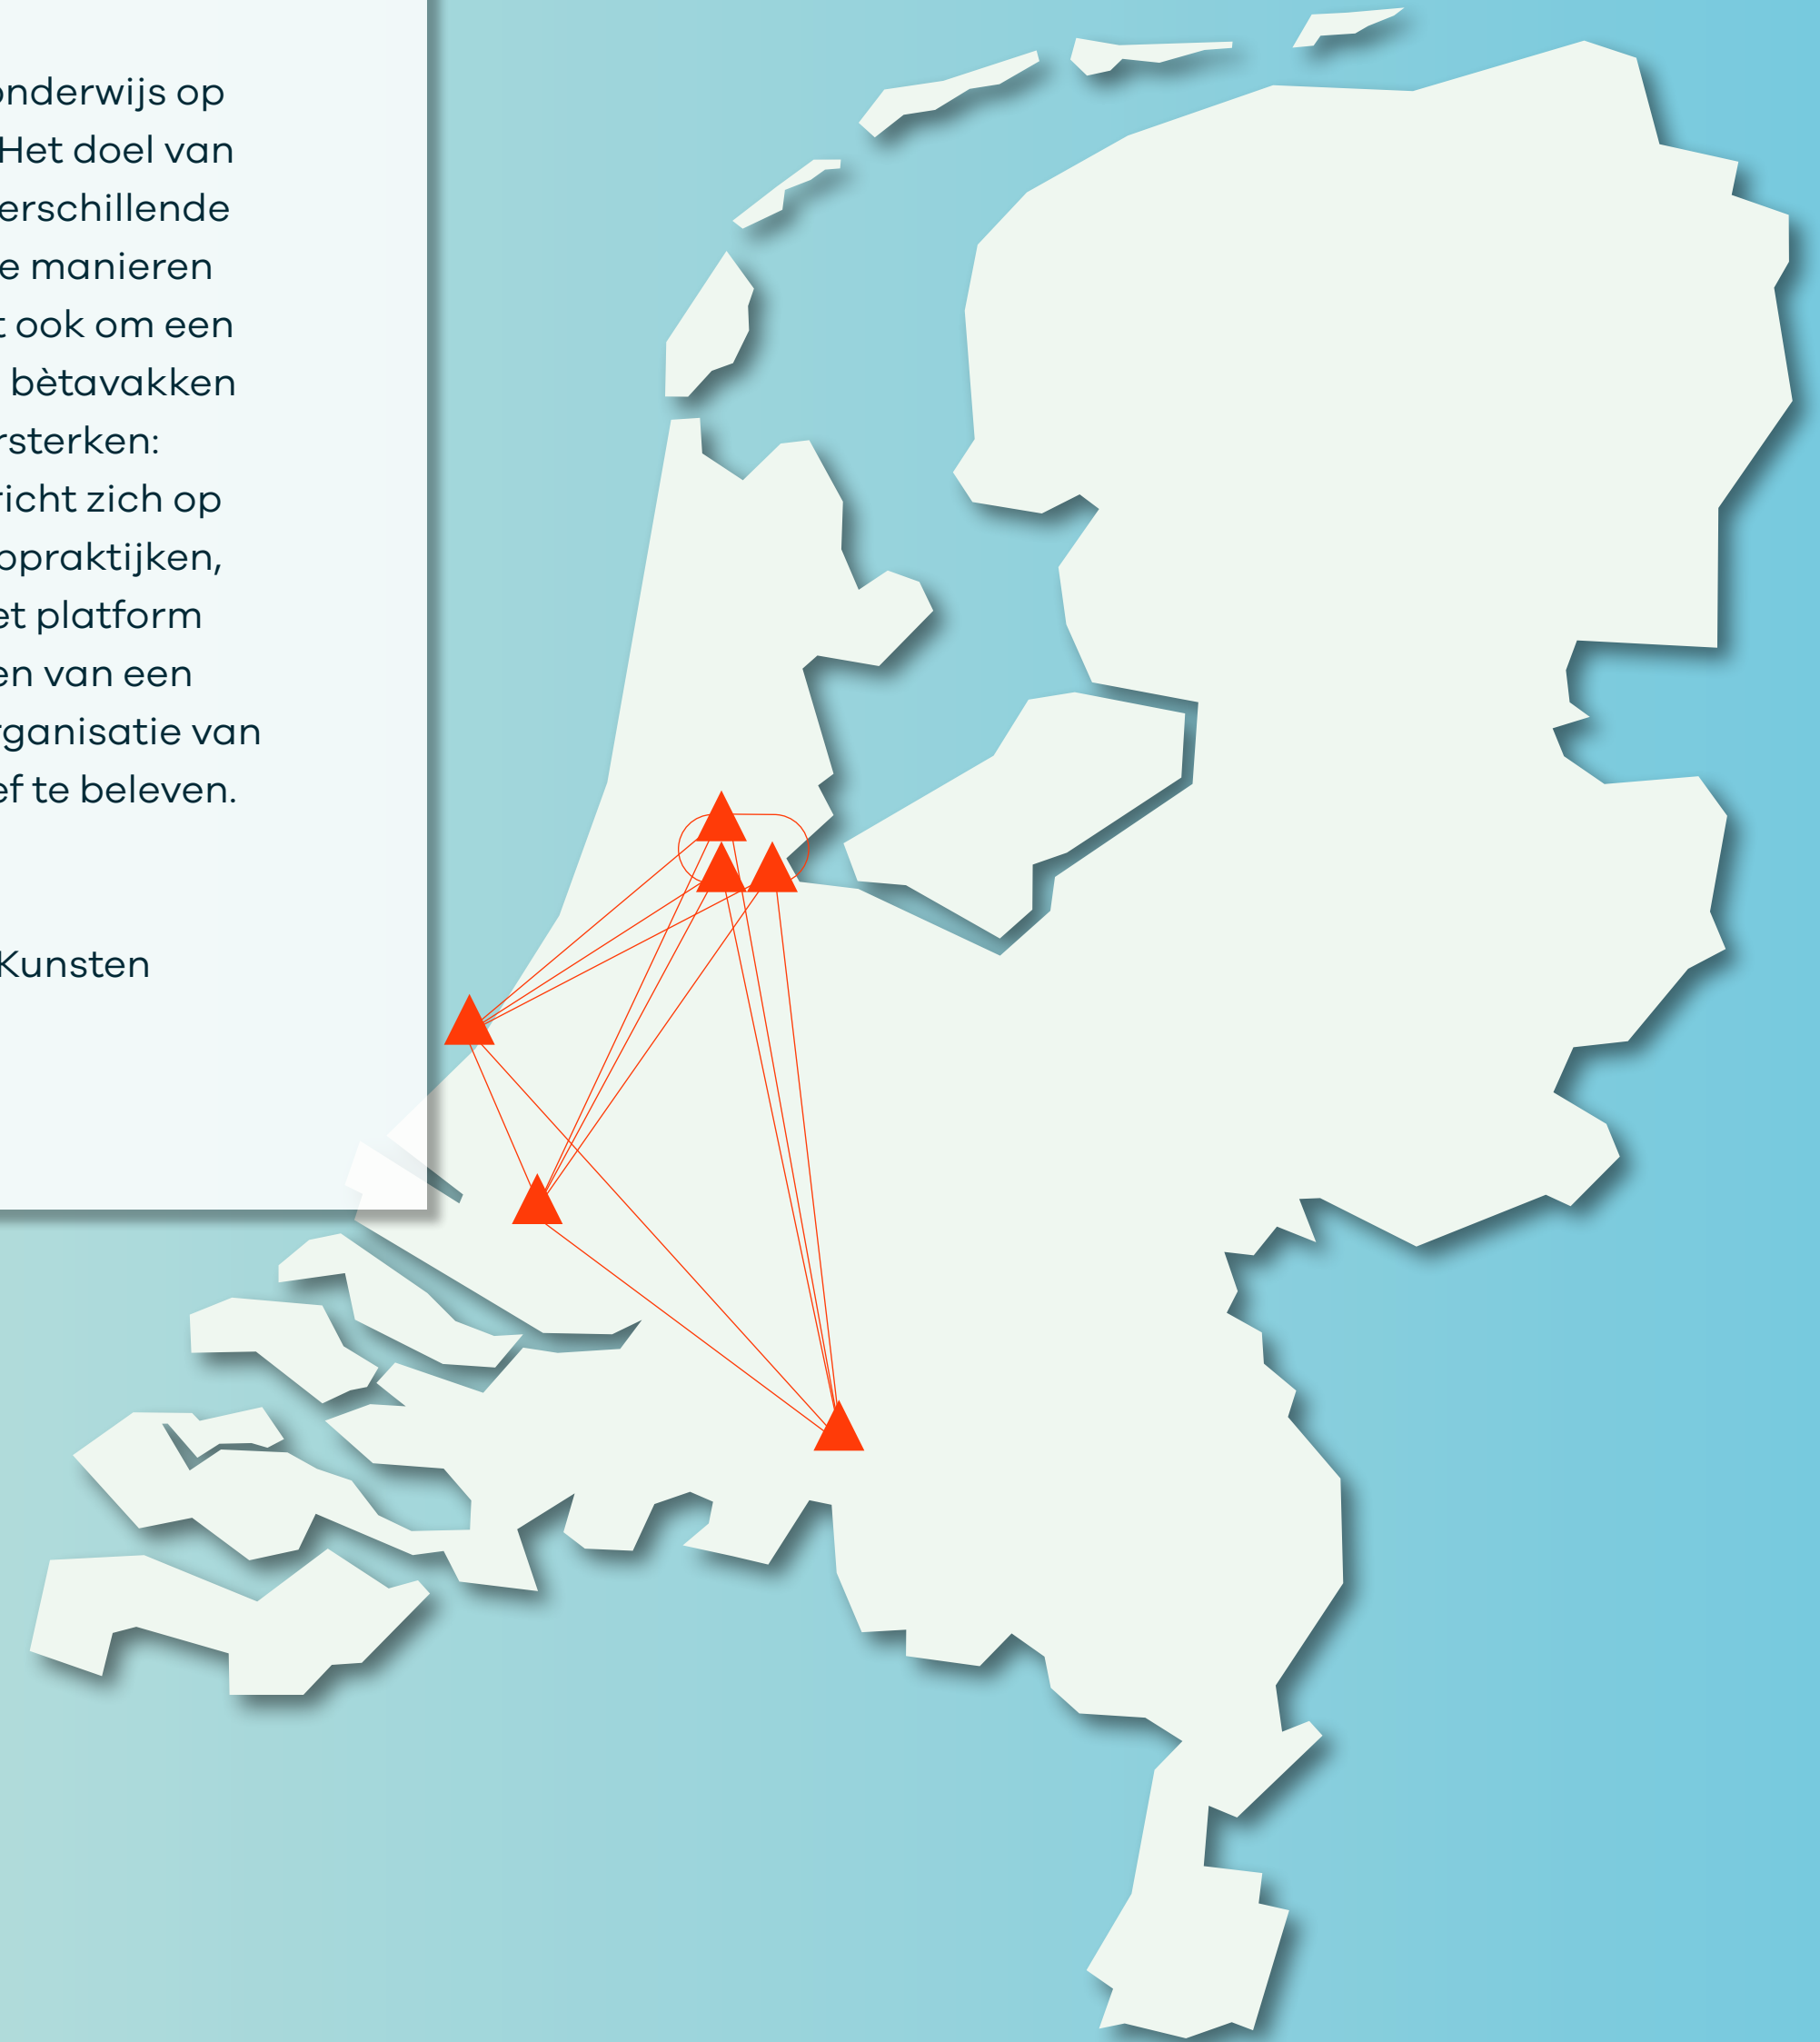 onderwijs op
Het doel van
erschillende
e manieren
t ook om een
bètavakken
rsterken:
richt zich op
opraktijken,
et platform
en van een
rganisatie van
ef te beleven.
Kunsten